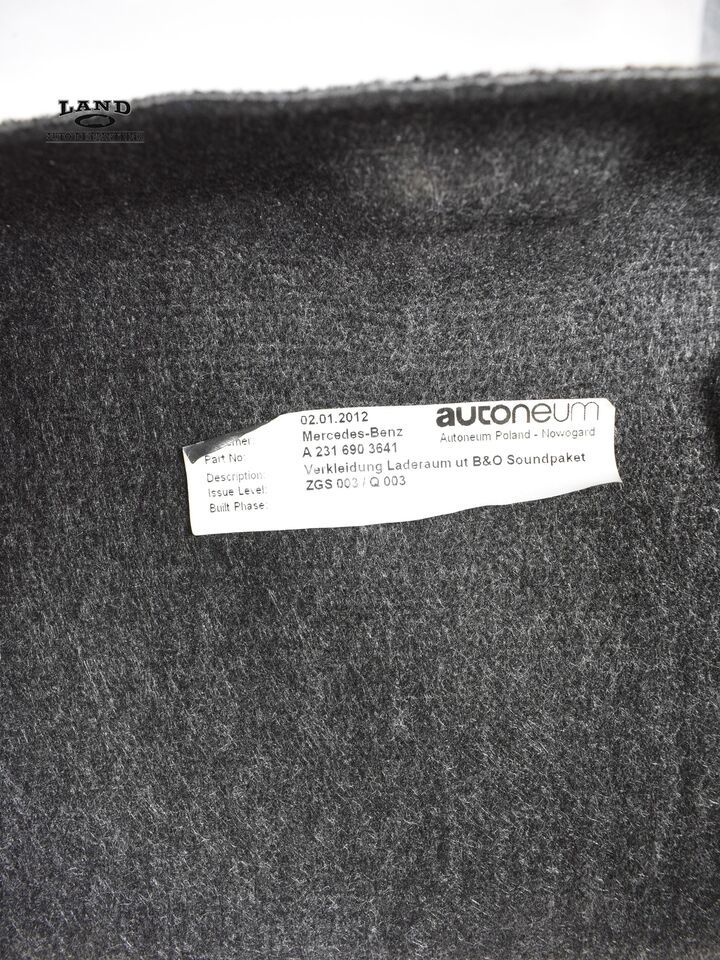 LAND
02.01.2012
autoneum
Mercedes-Benz
Autoneum Poland - Nowogard
Part No: A 231 690 3641
Description: Verkleidung Laderaum ut B&O Soundpaket
Issue Level: ZGS 003 / Q 003
Built Phase: